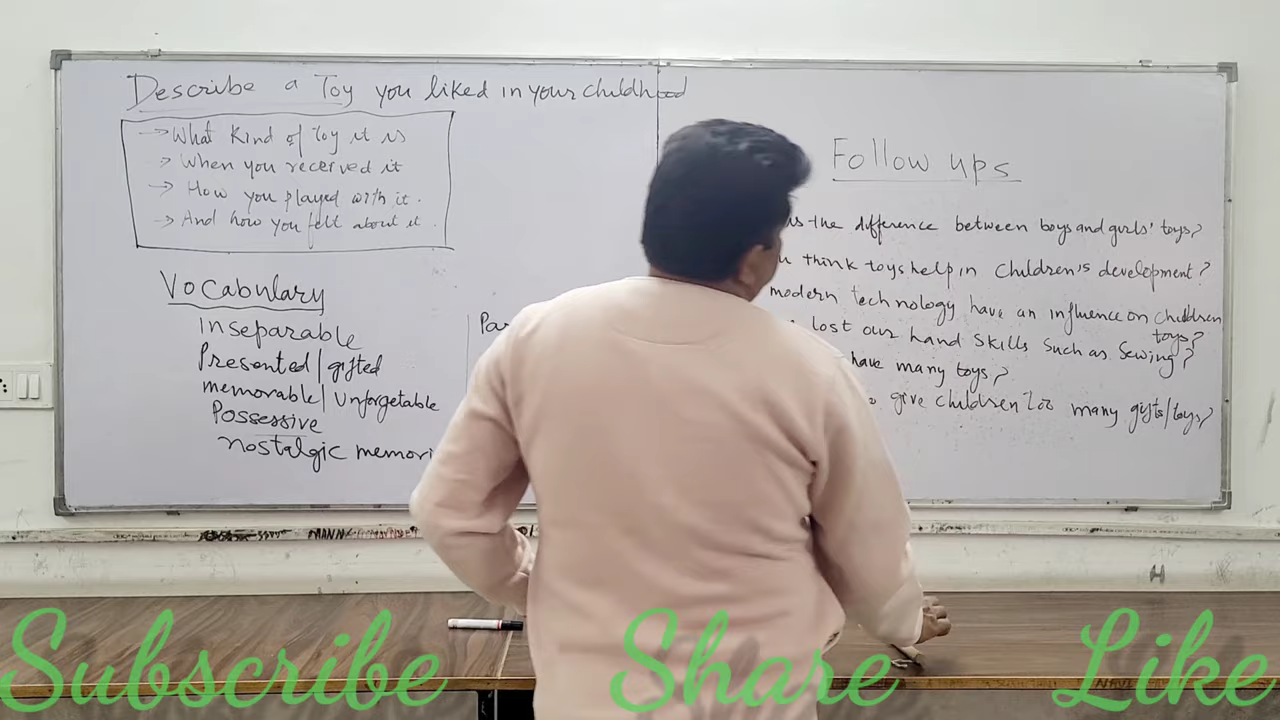 Describe a Toy you liked in your childhood
→ What Kind of Toy it is
→ When you received it
→ How you played with it.
→ And how you felt about it.
Vocabulary
inseparable
Presented/gifted
memorable/unforgetable
Possessive
nostalgic memori
Par
Follow ups
is the difference between boys and girls' toys?
think toys help in children's development?
modern technology have an influence on children
toys?
lost our hand skills such as sewing?
have many toys?
give children too many gifts/toys?
MANN
Subscribe Share Like